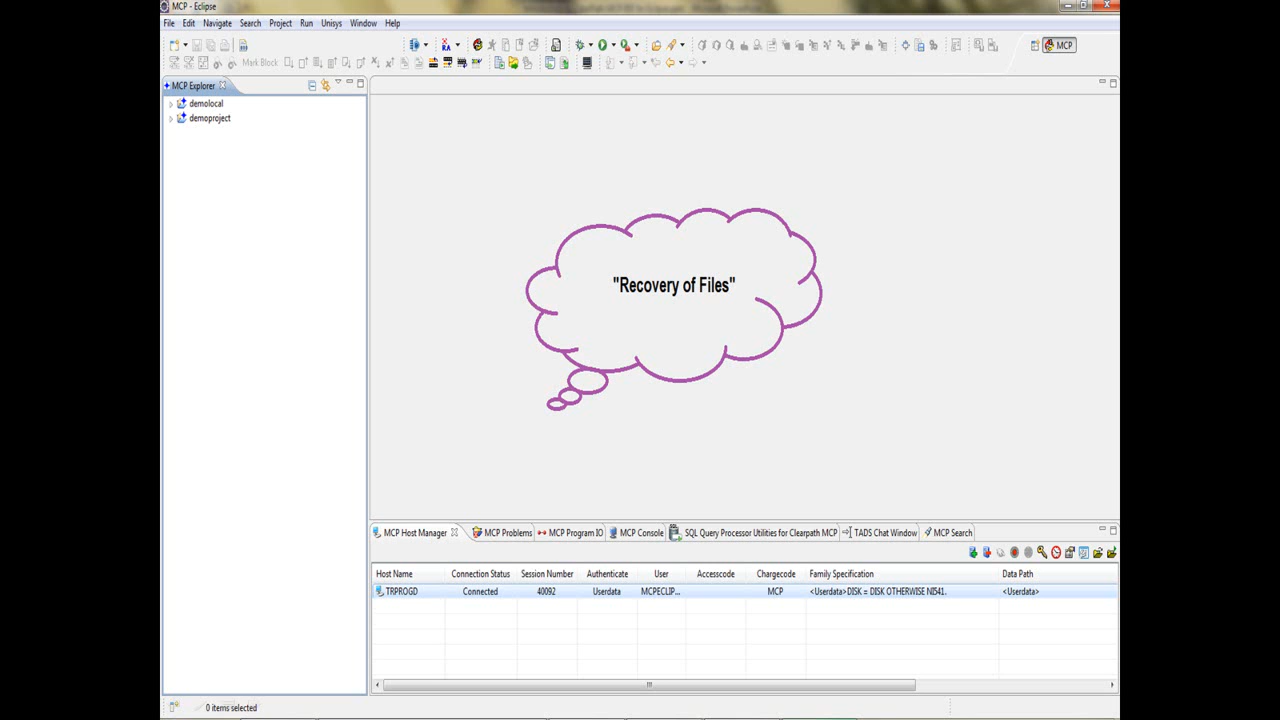 MCP - Eclipse
File Edit Navigate Search Project Run Unisys Window Help
MCP
Mark Block
MCP Explorer
demolocal
demoproject
"Recovery of Files"
MCP Host Manager MCP Problems MCP Program IO MCP Console SQL Query Processor Utilities for Clearpath MCP TADS Chat Window MCP Search
Host Name Connection Status Session Number Authenticate User Accesscode Chargecode Family Specification Data Path
TRPROGD Connected 40092 Userdata MCPECLIP... MCP <Userdata>DISK = DISK OTHERWISE NI541. <Userdata>
0 items selected